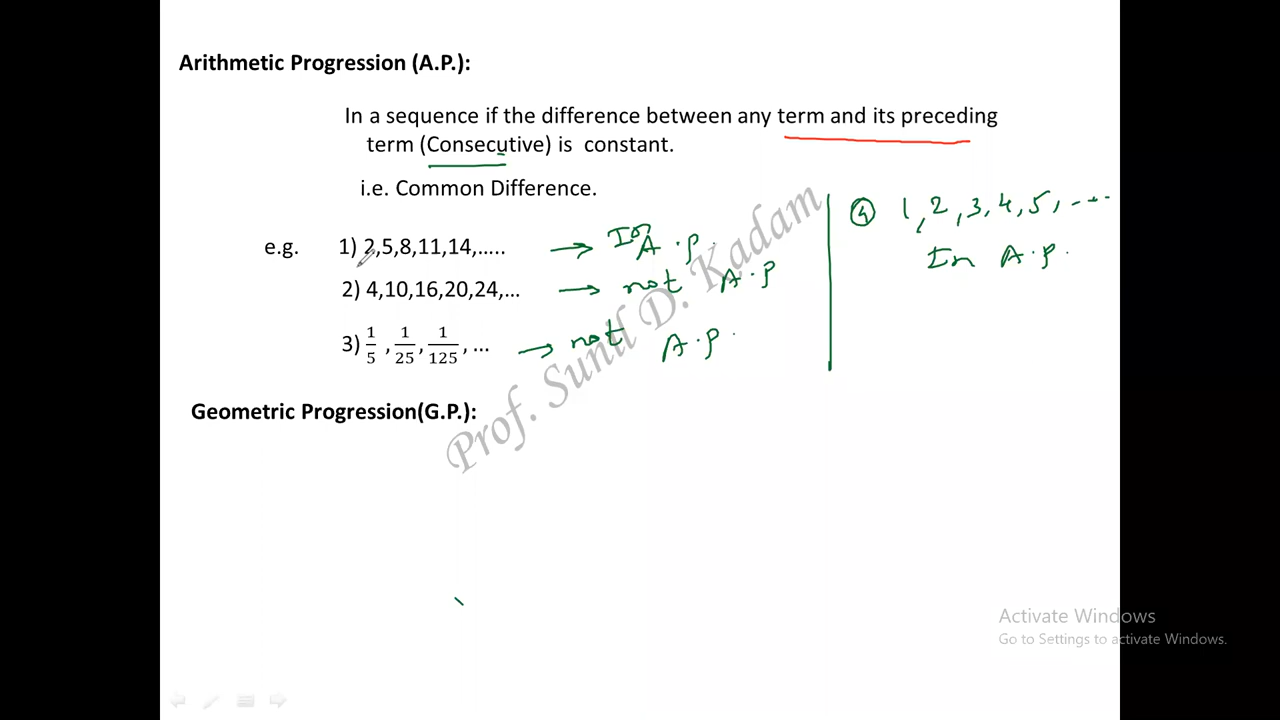 Arithmetic Progression (A.P.):
In a sequence if the difference between any term and its preceding
term (Consecutive) is constant.
i.e. Common Difference.
e.g. 1) 2,5,8,11,14,..... → In A.P.
2) 4,10,16,20,24,... → not A.P
3) 1/5 , 1/25 , 1/125 , ... → not A.P.
④ 1, 2, 3, 4, 5, ....
In A.P.
Geometric Progression(G.P.):
Prof. Sunil D. Kadam
Activate Windows
Go to Settings to activate Windows.